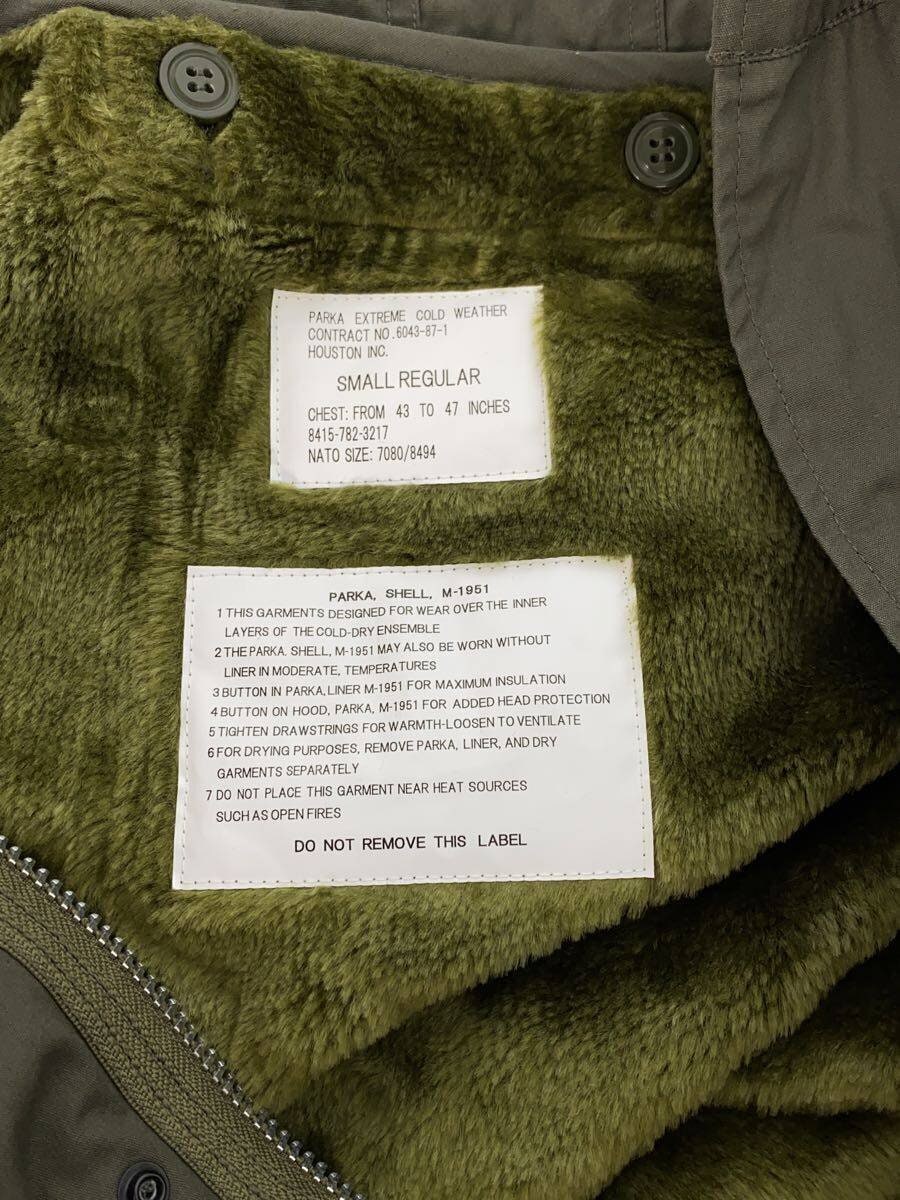 PARKA EXTREME COLD WEATHER
CONTRACT NO.6043-87-1
HOUSTON INC.
SMALL REGULAR
CHEST: FROM 43 TO 47 INCHES
8415-782-3217
NATO SIZE: 7080/8494
PARKA, SHELL, M-1951
1 THIS GARMENTS DESIGNED FOR WEAR OVER THE INNER
LAYERS OF THE COLD-DRY ENSEMBLE
2 THE PARKA. SHELL, M-1951 MAY ALSO BE WORN WITHOUT
LINER IN MODERATE, TEMPERATURES
3 BUTTON IN PARKA, LINER M-1951 FOR MAXIMUM INSULATION
4 BUTTON ON HOOD, PARKA, M-1951 FOR ADDED HEAD PROTECTION
5 TIGHTEN DRAWSTRINGS FOR WARMTH-LOOSEN TO VENTILATE
6 FOR DRYING PURPOSES, REMOVE PARKA, LINER, AND DRY
GARMENTS SEPARATELY
7 DO NOT PLACE THIS GARMENT NEAR HEAT SOURCES
SUCH AS OPEN FIRES
DO NOT REMOVE THIS LABEL